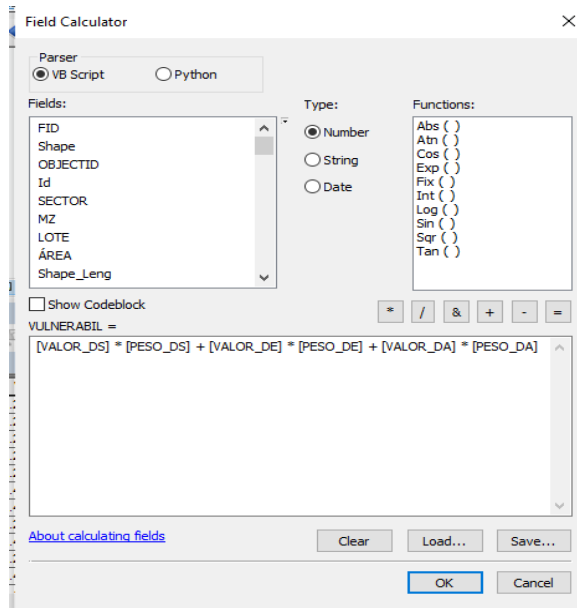 Field Calculator
Parser
VB Script Python
Fields: Type: Functions:
FID
Shape
OBJECTID
Id
SECTOR
MZ
LOTE
ÁREA
Shape_Leng
Number
String
Date
Abs ( )
Atn ( )
Cos ( )
Exp ( )
Fix ( )
Int ( )
Log ( )
Sin ( )
Sqr ( )
Tan ( )
Show Codeblock
* / & + - =
VULNERABIL =
[VALOR_DS] * [PESO_DS] + [VALOR_DE] * [PESO_DE] + [VALOR_DA] * [PESO_DA]
About calculating fields
Clear Load... Save...
OK Cancel